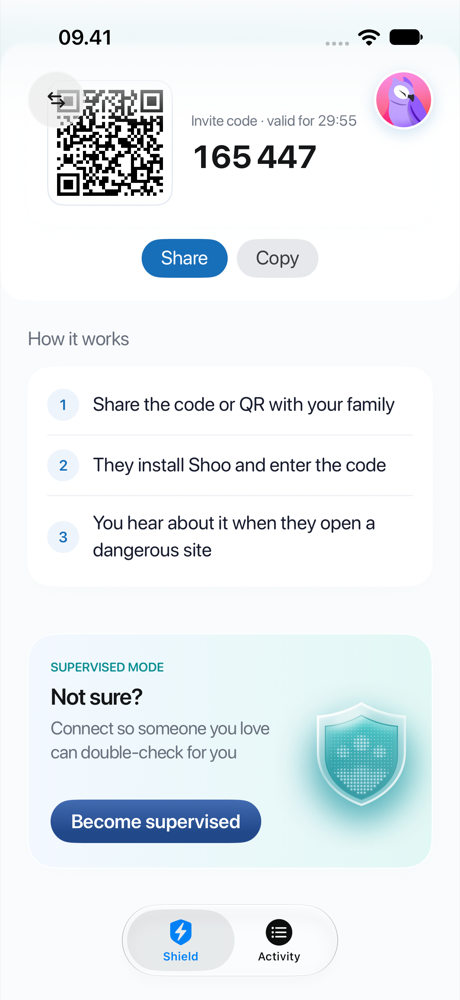 09.41
Invite code · valid for 29:55
165 447
Share
Copy
How it works
1
Share the code or QR with your family
2
They install Shoo and enter the code
3
You hear about it when they open a
dangerous site
SUPERVISED MODE
Not sure?
Connect so someone you love
can double-check for you
Become supervised
Shield
Activity